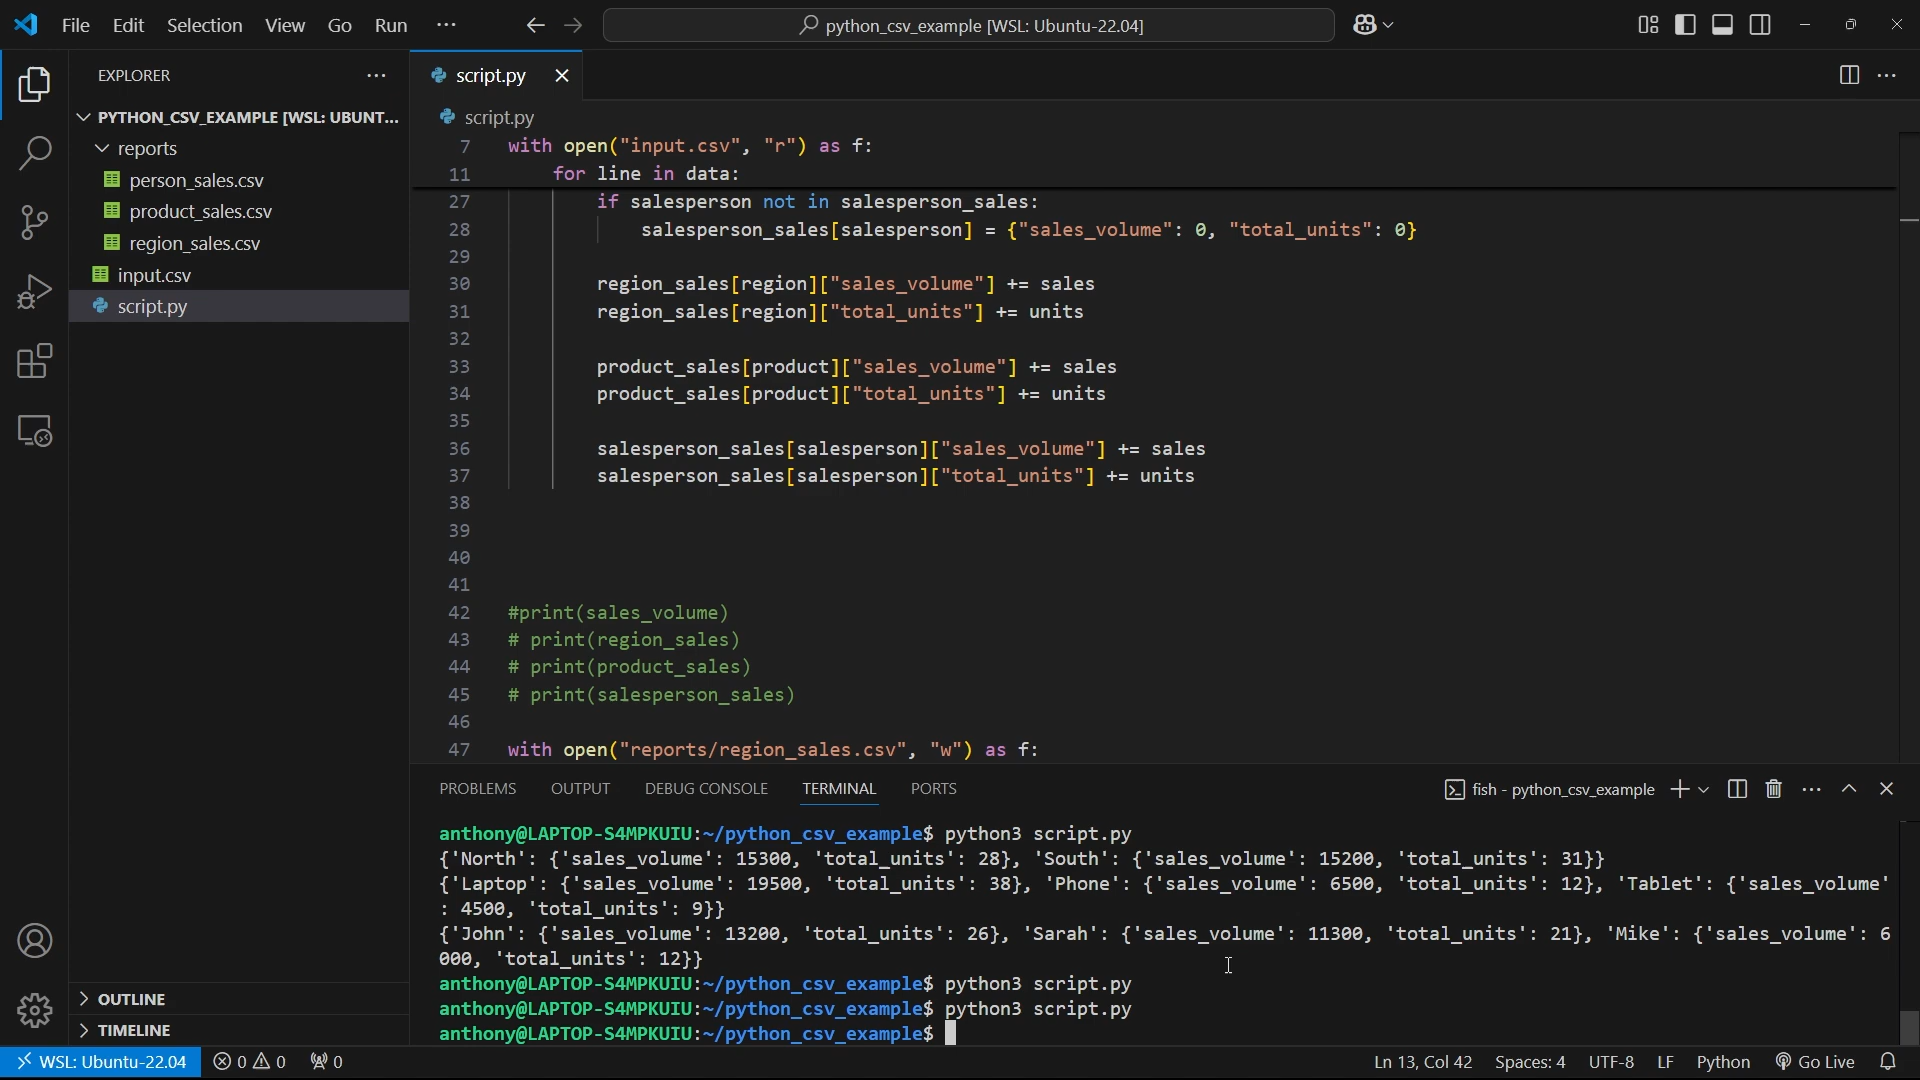 File Edit Selection View Go Run ...
python_csv_example [WSL: Ubuntu-22.04]
EXPLORER
PYTHON_CSV_EXAMPLE [WSL: UBUNT...
reports
person_sales.csv
product_sales.csv
region_sales.csv
input.csv
script.py
OUTLINE
TIMELINE
script.py
script.py
7 with open("input.csv", "r") as f:
11 for line in data:
27 if salesperson not in salesperson_sales:
28 salesperson_sales[salesperson] = {"sales_volume": 0, "total_units": 0}
29
30 region_sales[region]["sales_volume"] += sales
31 region_sales[region]["total_units"] += units
32
33 product_sales[product]["sales_volume"] += sales
34 product_sales[product]["total_units"] += units
35
36 salesperson_sales[salesperson]["sales_volume"] += sales
37 salesperson_sales[salesperson]["total_units"] += units
38
39
40
41
42 #print(sales_volume)
43 # print(region_sales)
44 # print(product_sales)
45 # print(salesperson_sales)
46
47 with open("reports/region_sales.csv", "w") as f:
PROBLEMS OUTPUT DEBUG CONSOLE TERMINAL PORTS
fish - python_csv_example
anthony@LAPTOP-S4MPKUIU:~/python_csv_example$ python3 script.py
{'North': {'sales_volume': 15300, 'total_units': 28}, 'South': {'sales_volume': 15200, 'total_units': 31}}
{'Laptop': {'sales_volume': 19500, 'total_units': 38}, 'Phone': {'sales_volume': 6500, 'total_units': 12}, 'Tablet': {'sales_volume'
: 4500, 'total_units': 9}}
{'John': {'sales_volume': 13200, 'total_units': 26}, 'Sarah': {'sales_volume': 11300, 'total_units': 21}, 'Mike': {'sales_volume': 6
000, 'total_units': 12}}
anthony@LAPTOP-S4MPKUIU:~/python_csv_example$ python3 script.py
anthony@LAPTOP-S4MPKUIU:~/python_csv_example$ python3 script.py
anthony@LAPTOP-S4MPKUIU:~/python_csv_example$
WSL: Ubuntu-22.04 0 0 0 Ln 13, Col 42 Spaces: 4 UTF-8 LF Python Go Live